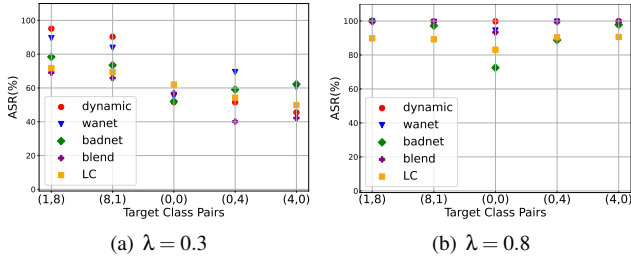 100
80
60
40
20
0
ASR(%)
dynamic
wanet
badnet
blend
LC
(1,8) (8,1) (0,0) (0,4) (4,0)
Target Class Pairs
(a) λ = 0.3
100
80
60
40
20
0
ASR(%)
dynamic
wanet
badnet
blend
LC
(1,8) (8,1) (0,0) (0,4) (4,0)
Target Class Pairs
(b) λ = 0.8